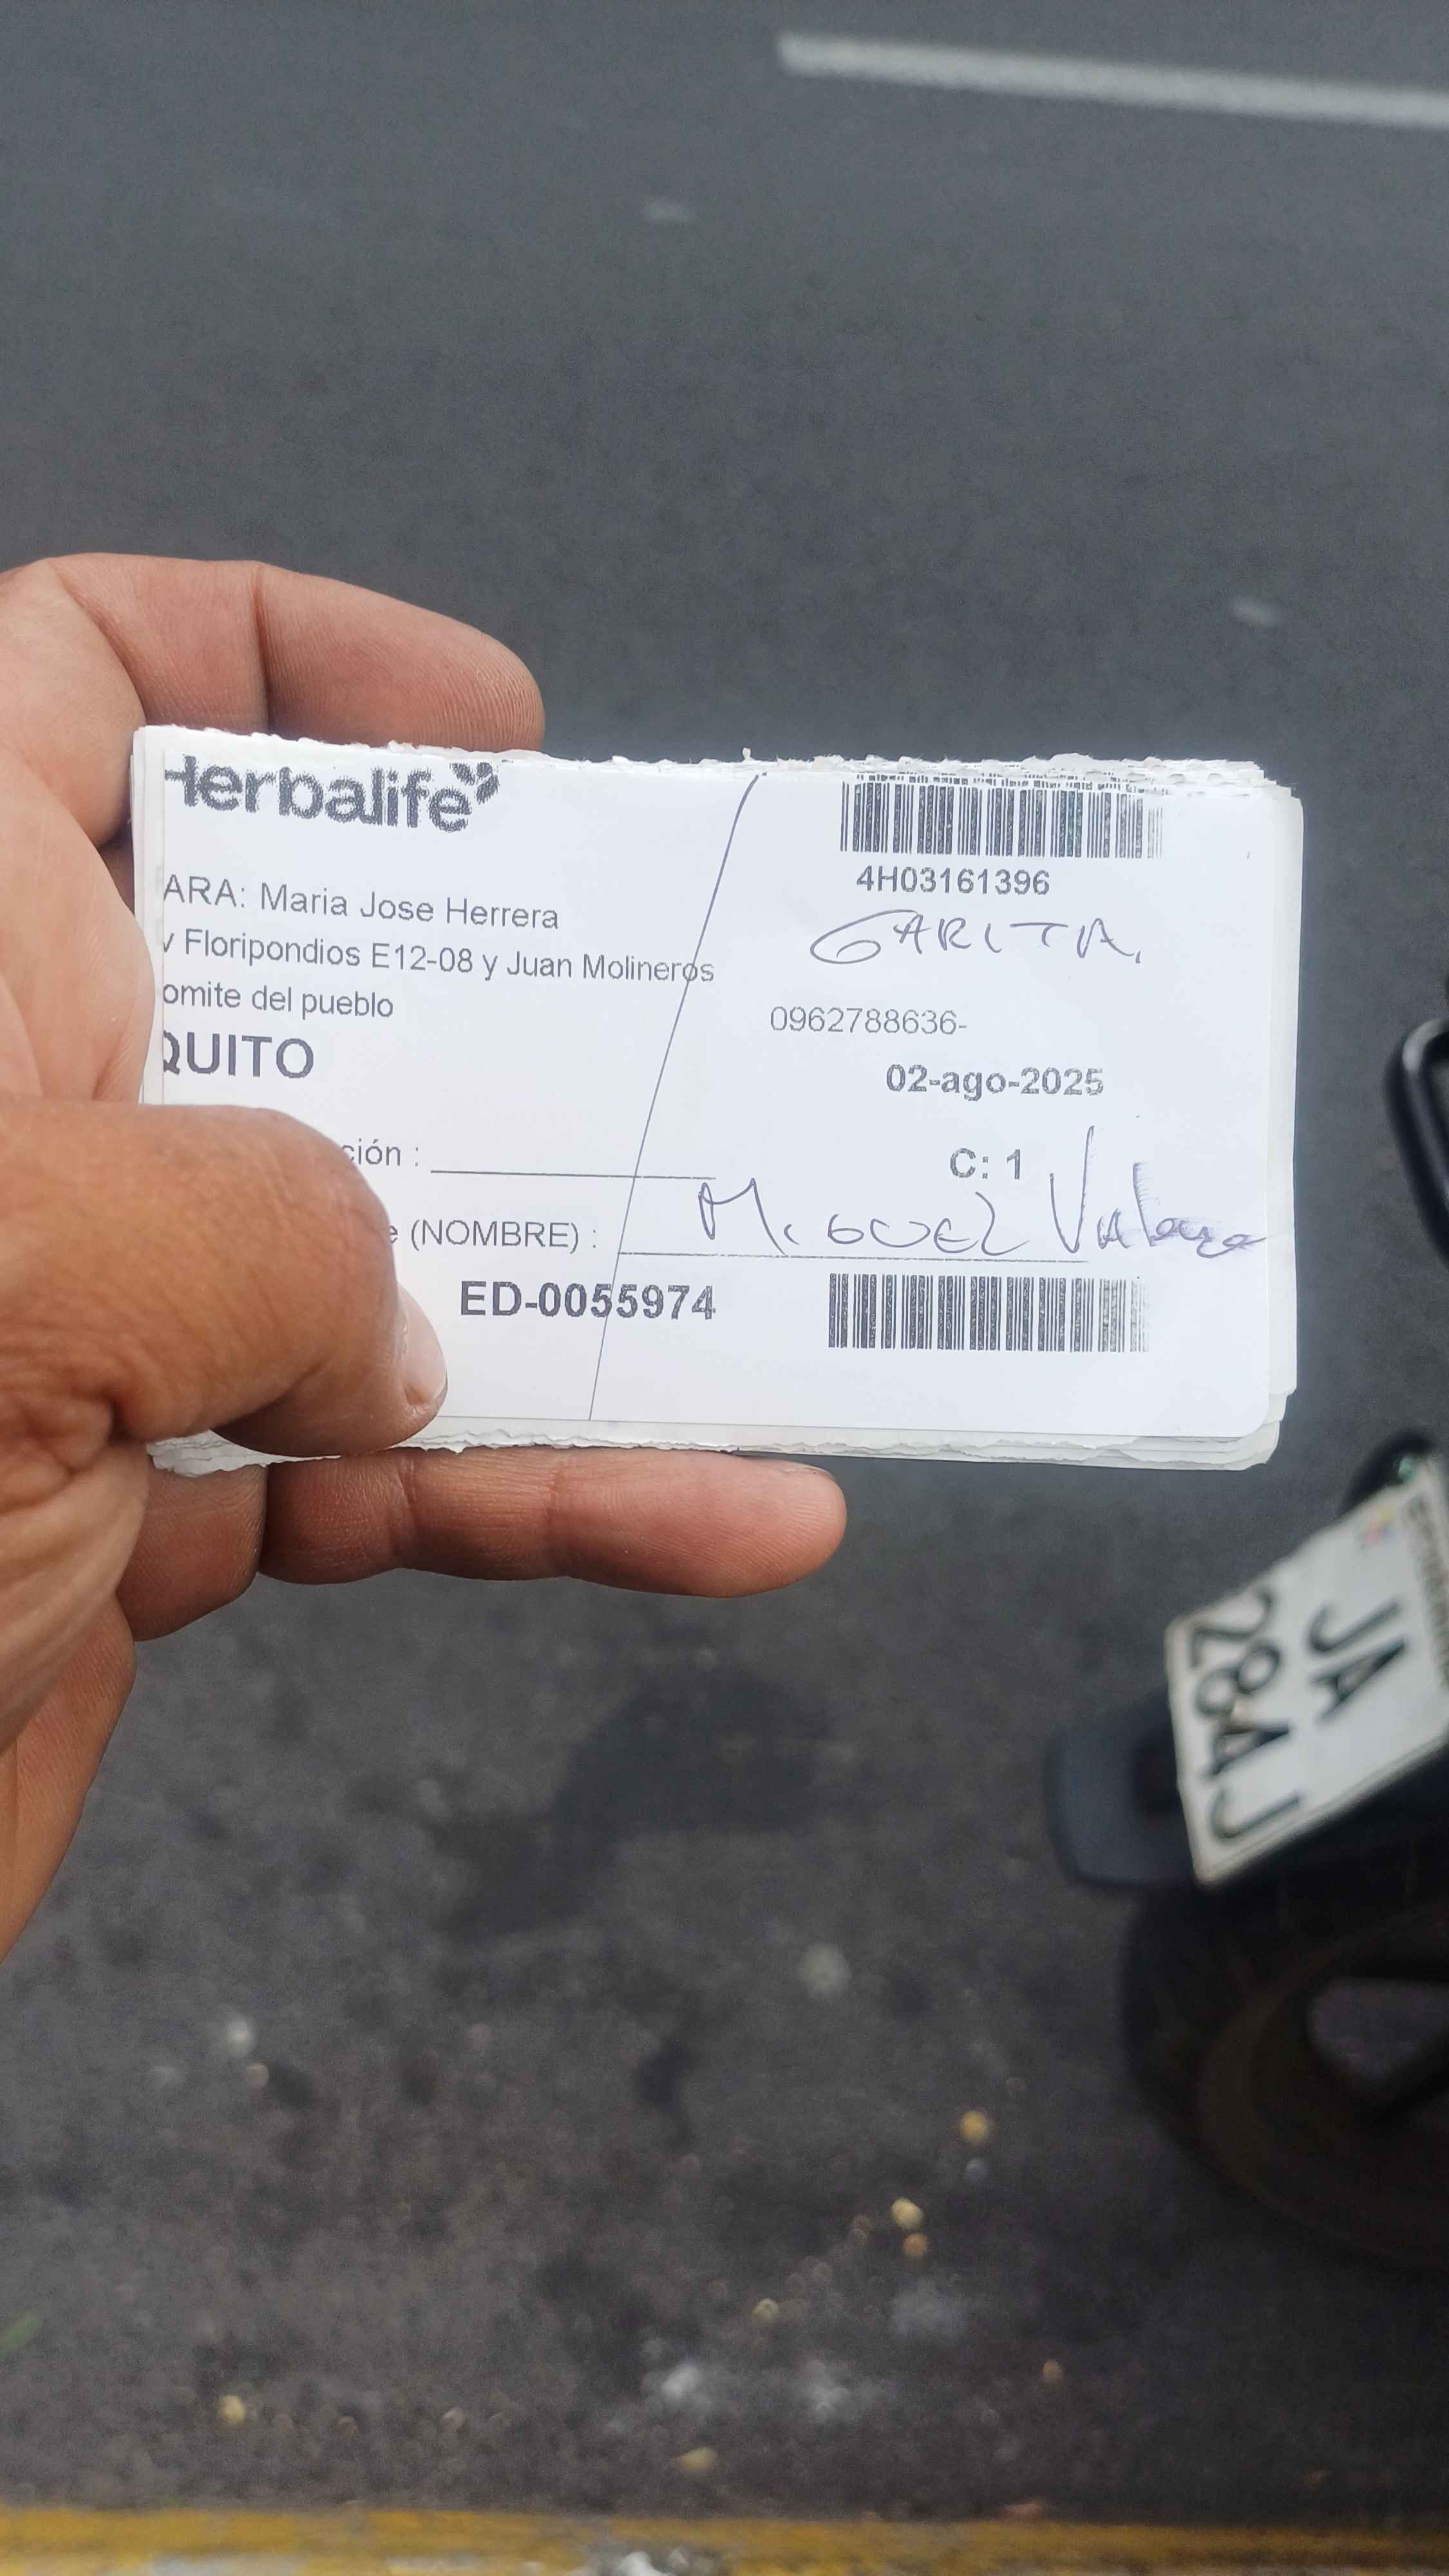 Herbalife
4H03161396
GARITA.
ARA: Maria Jose Herrera
v Floripondios E12-08 y Juan Molineros
omite del pueblo
QUITO
0962788636-
02-ago-2025
ción :
C: 1
e (NOMBRE) : MIGUEL
ED-0055974
JA
284J